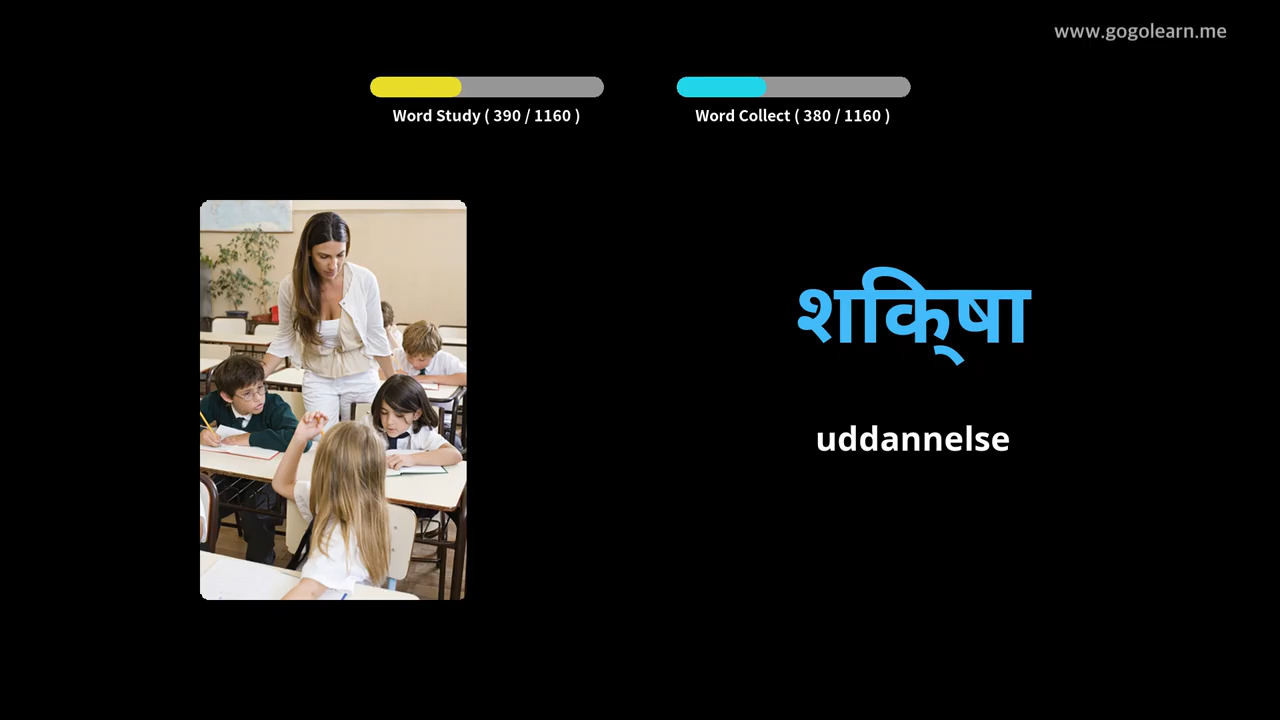 www.gogolearn.me
Word Study ( 390 / 1160 )
Word Collect ( 380 / 1160 )
शकि्षा
uddannelse